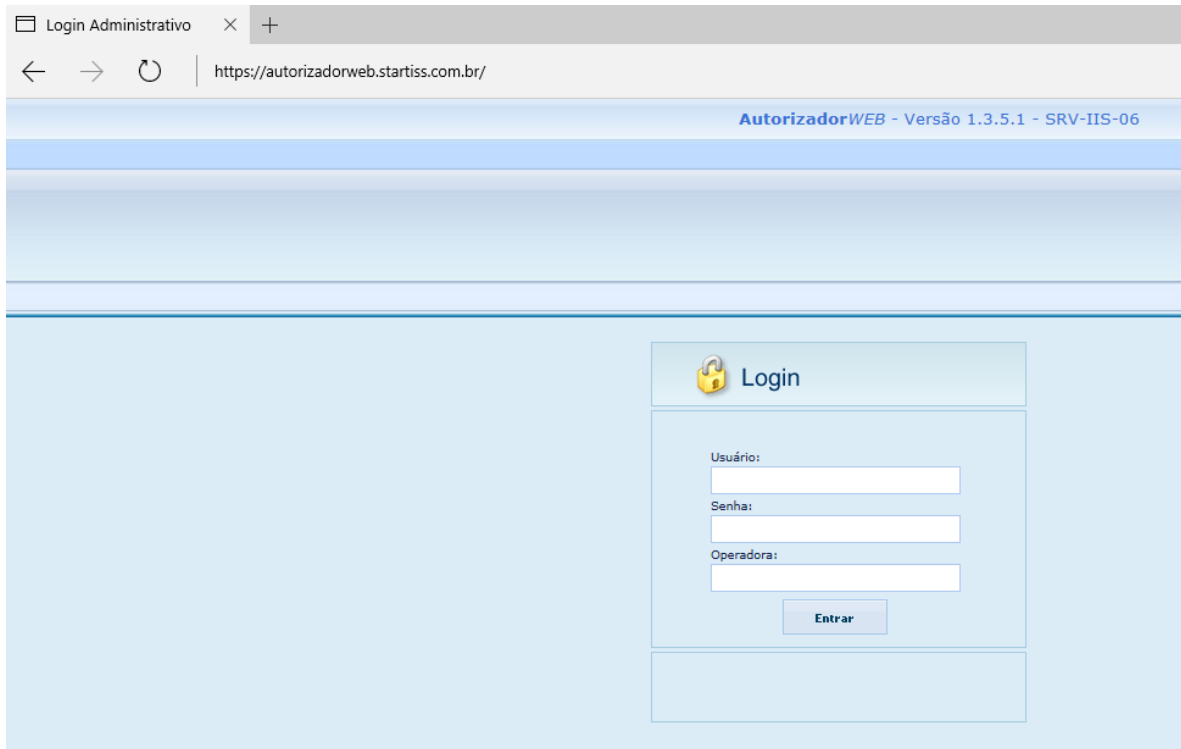 Login Administrativo
https://autorizadorweb.startiss.com.br/
AutorizadorWEB - Versão 1.3.5.1 - SRV-IIS-06
Login
Usuário:
Senha:
Operadora:
Entrar